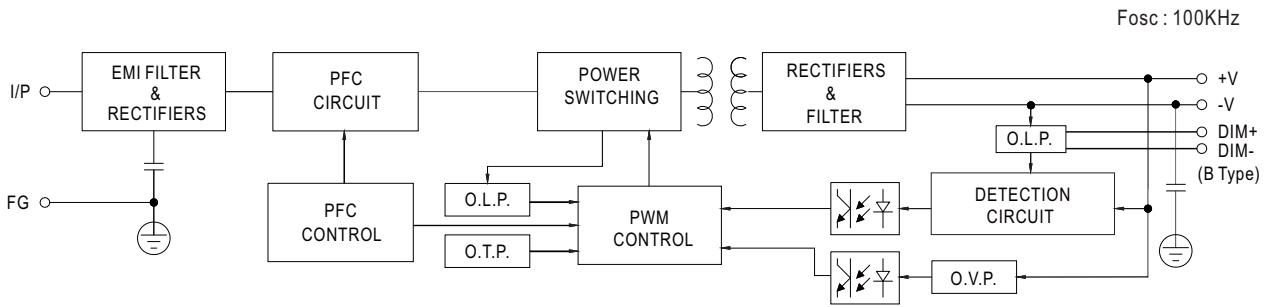 Fosc : 100KHz
I/P
EMI FILTER
&
RECTIFIERS
PFC
CIRCUIT
POWER
SWITCHING
RECTIFIERS
&
FILTER
+V
-V
DIM+
DIM-
(B Type)
O.L.P.
FG
PFC
CONTROL
O.L.P.
O.T.P.
PWM
CONTROL
DETECTION
CIRCUIT
O.V.P.